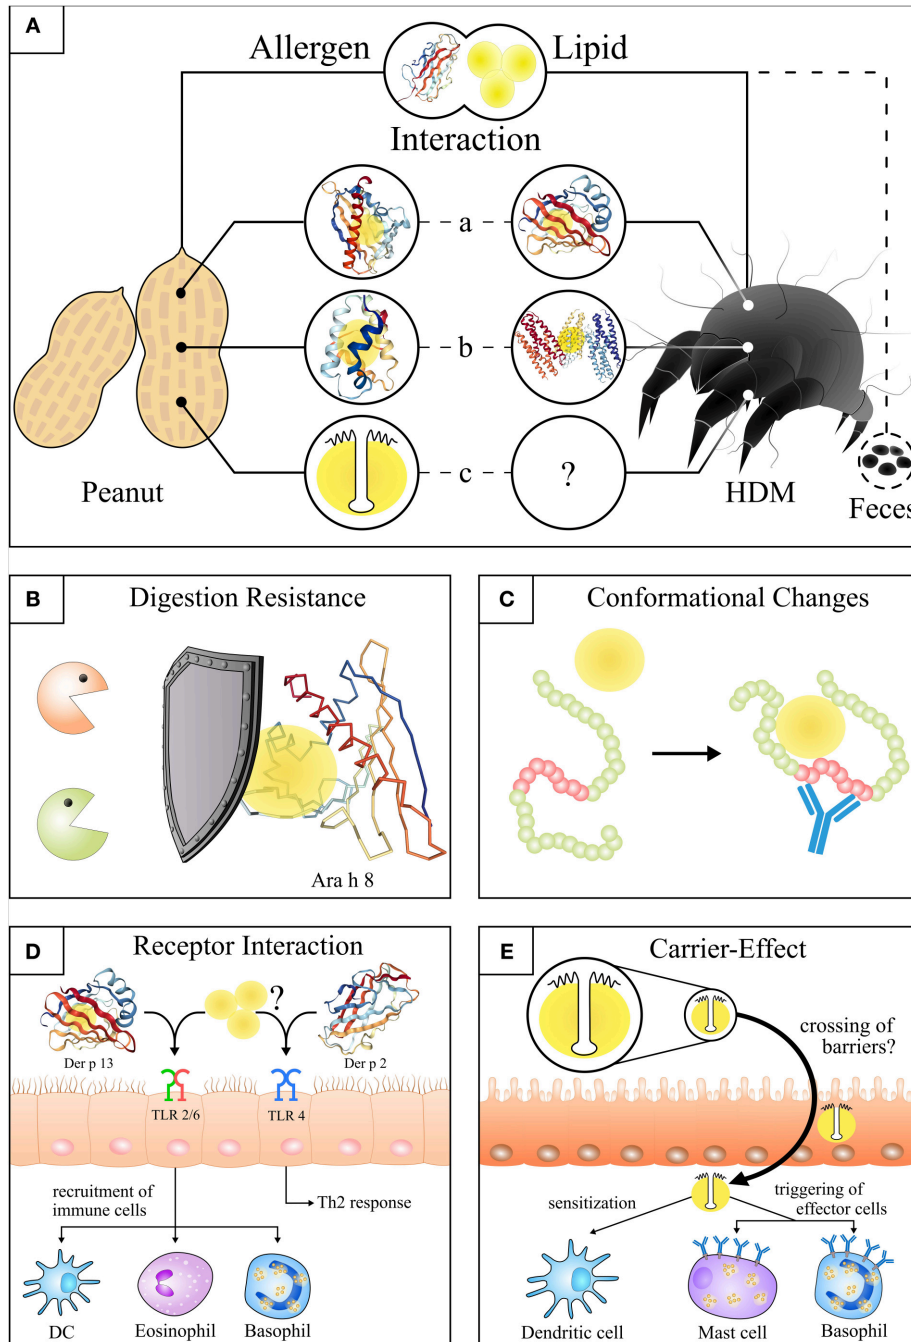 A
Allergen
Lipid
Interaction
a
b
c
?
Peanut
HDM
Feces
B
Digestion Resistance
Ara h 8
C
Conformational Changes
D
Receptor Interaction
?
Der p 13
Der p 2
TLR 2/6
TLR 4
recruitment of
immune cells
Th2 response
DC
Eosinophil
Basophil
E
Carrier-Effect
crossing of
barriers?
sensitization
triggering of
effector cells
Dendritic cell
Mast cell
Basophil